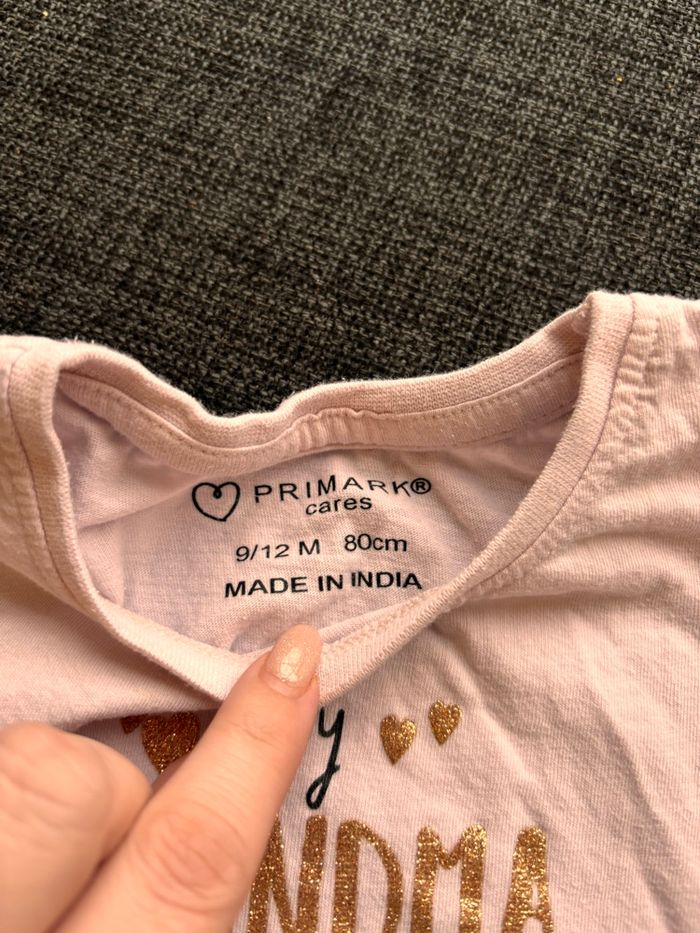 PRIMARK®
cares
9/12 M 80cm
MADE IN INDIA